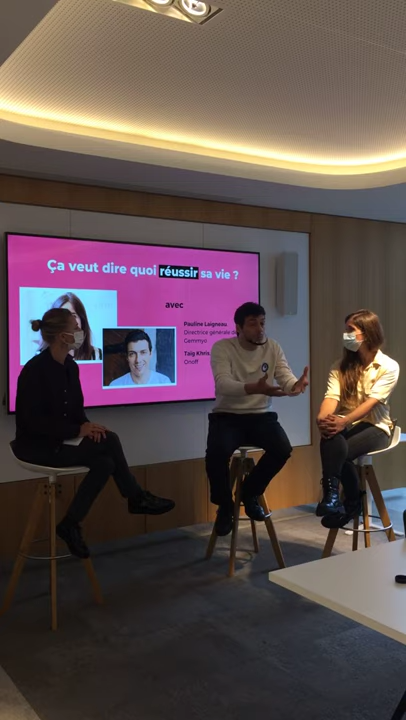 Ça veut dire quoi réussir sa vie ?
avec
Pauline Laigneau
Directrice générale de
Gemmyo
Taïg Khris
Onoff